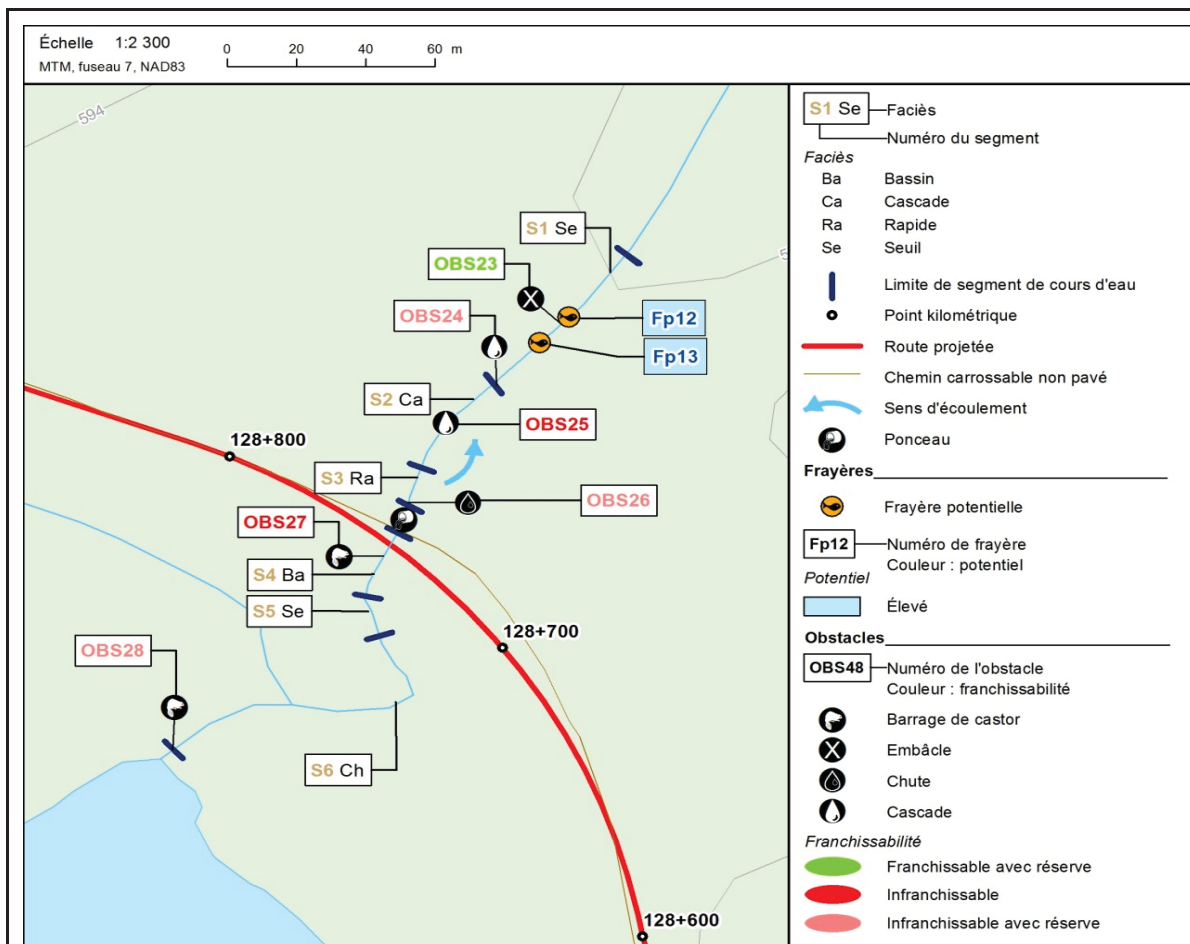 Échelle 1:2 300
0 20 40 60 m
MTM, fuseau 7, NAD83
594
S1 Se
OBS23
OBS24
Fp12
Fp13
S2 Ca
OBS25
128+800
S3 Ra
OBS26
OBS27
S4 Ba
S5 Se
128+700
OBS28
S6 Ch
128+600
S1 Se Faciès
Numéro du segment
Faciès
Ba Bassin
Ca Cascade
Ra Rapide
Se Seuil
Limite de segment de cours d'eau
Point kilométrique
Route projetée
Chemin carrossable non pavé
Sens d'écoulement
Ponceau
Frayères
Frayère potentielle
Fp12 Numéro de frayère
Couleur : potentiel
Potentiel
Élevé
Obstacles
OBS48 Numéro de l'obstacle
Couleur : franchissabilité
Barrage de castor
Embâcle
Chute
Cascade
Franchissabilité
Franchissable avec réserve
Infranchissable
Infranchissable avec réserve